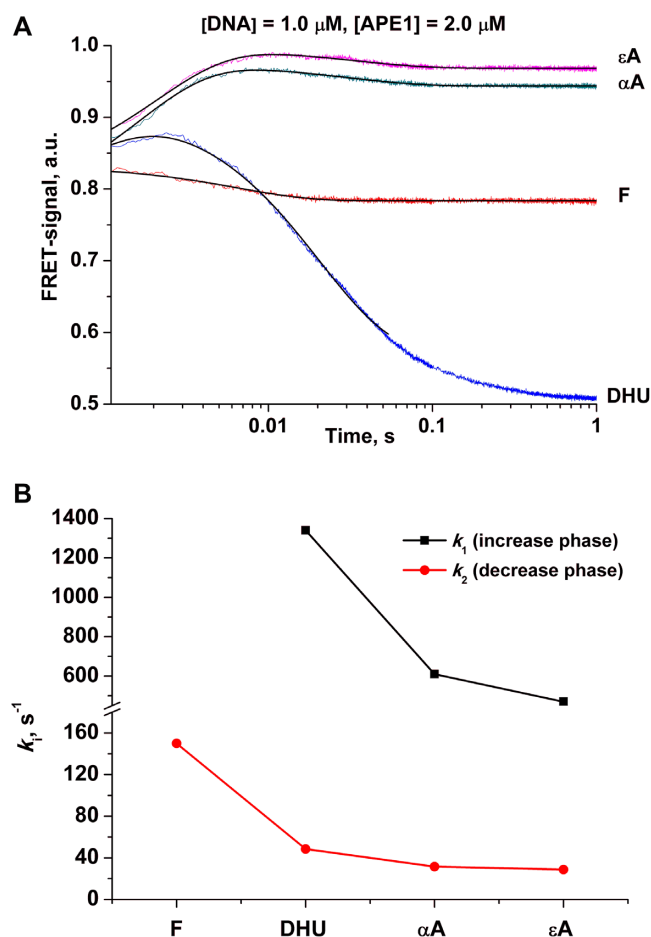 A
[DNA] = 1.0 μM, [APE1] = 2.0 μM
1.0
0.9
0.8
0.7
0.6
0.5
FRET-signal, a.u.
εA
αA
F
DHU
0.01
0.1
1
Time, s
B
1400
1200
1000
800
600
160
120
80
40
0
kᵢ, s⁻¹
k₁ (increase phase)
k₂ (decrease phase)
F
DHU
αA
εA